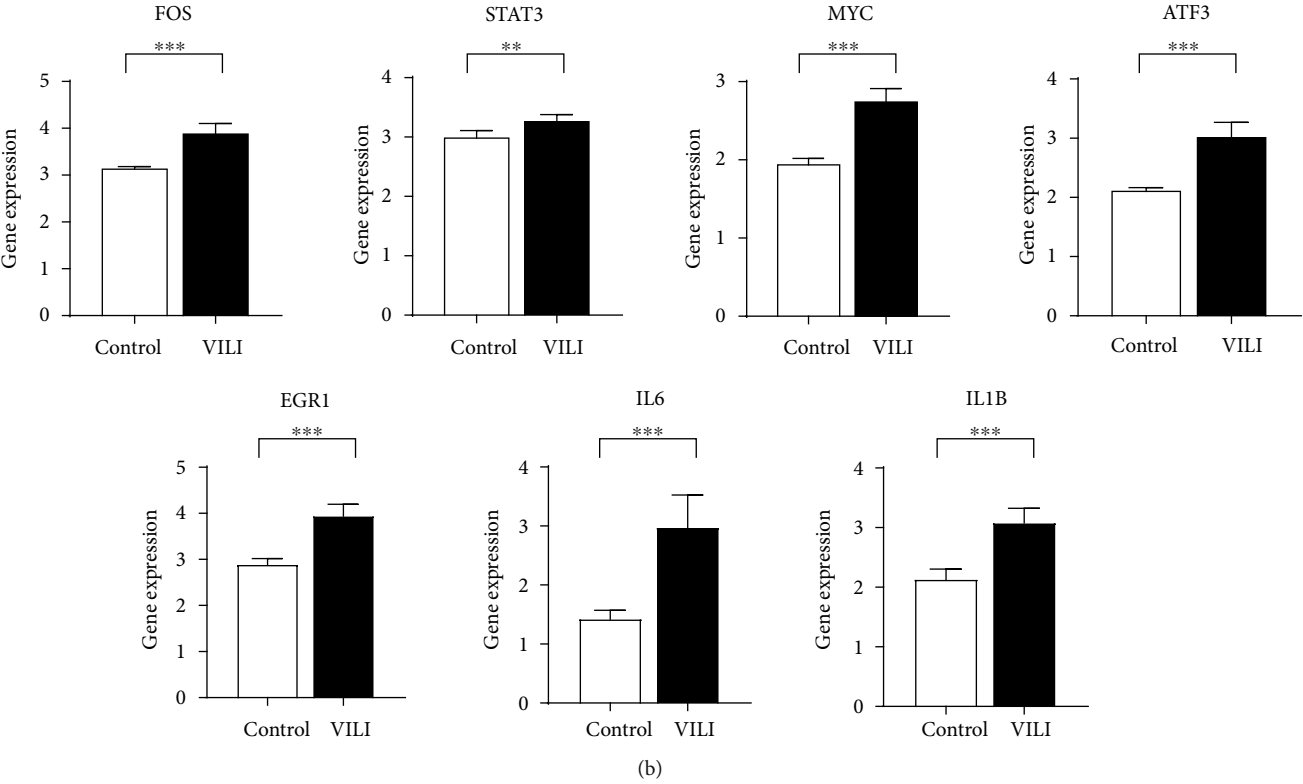 FOS
***
5
4
3
2
1
0
Gene expression
Control VILI
STAT3
**
4
3
2
1
0
Gene expression
Control VILI
MYC
***
3
2
1
0
Gene expression
Control VILI
ATF3
***
4
3
2
1
0
Gene expression
Control VILI
EGR1
***
5
4
3
2
1
0
Gene expression
Control VILI
IL6
***
4
3
2
1
0
Gene expression
Control VILI
IL1B
***
4
3
2
1
0
Gene expression
Control VILI
(b)